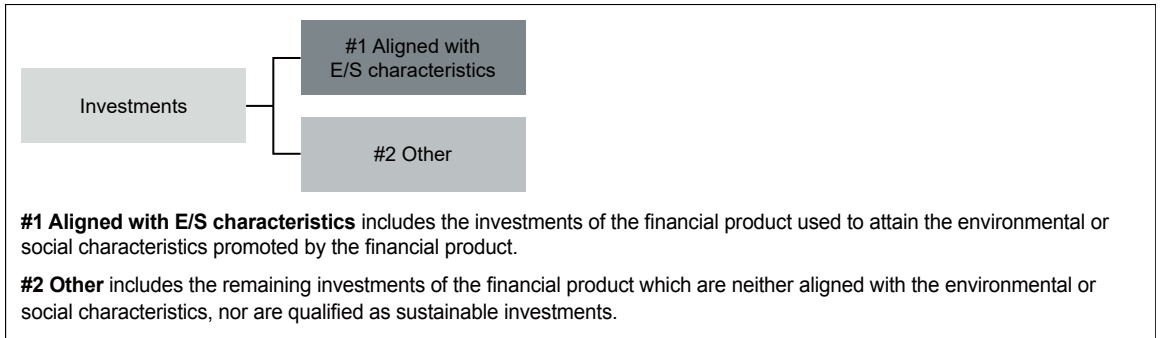 #1 Aligned with
E/S characteristics
Investments
#2 Other
#1 Aligned with E/S characteristics includes the investments of the financial product used to attain the environmental or
social characteristics promoted by the financial product.
#2 Other includes the remaining investments of the financial product which are neither aligned with the environmental or
social characteristics, nor are qualified as sustainable investments.